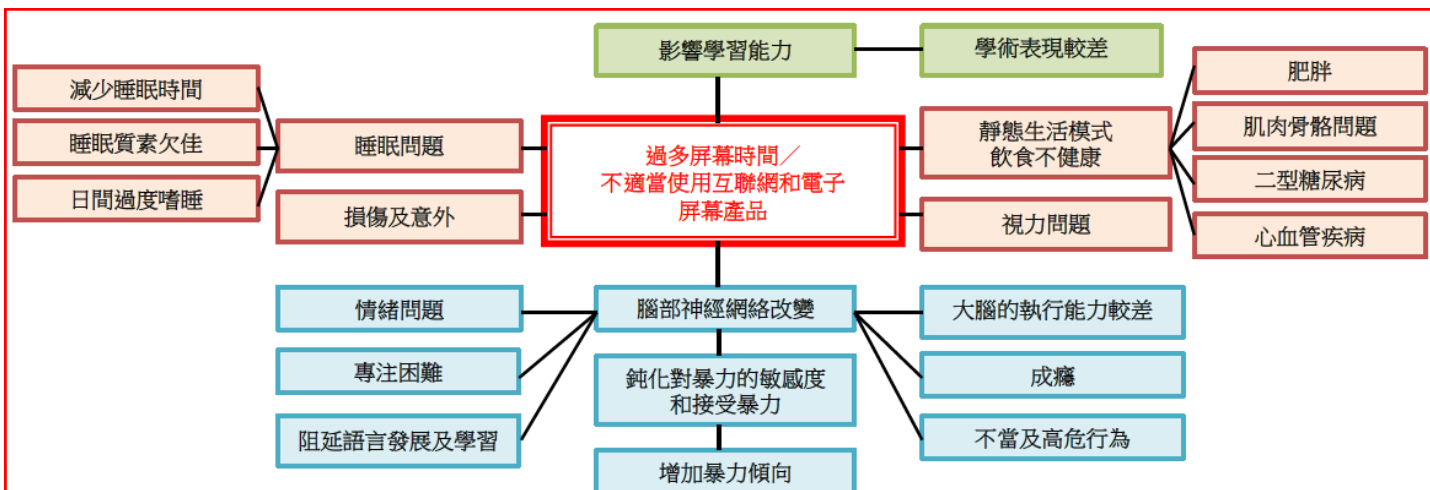 影響學習能力
學術表現較差
減少睡眠時間
睡眠質素欠佳
日間過度嗜睡
睡眠問題
損傷及意外
過多屏幕時間／
不適當使用互聯網和電子
屏幕產品
靜態生活模式
飲食不健康
視力問題
肥胖
肌肉骨骼問題
二型糖尿病
心血管疾病
情緒問題
專注困難
阻延語言發展及學習
腦部神經網絡改變
鈍化對暴力的敏感度
和接受暴力
增加暴力傾向
大腦的執行能力較差
成癮
不當及高危行為